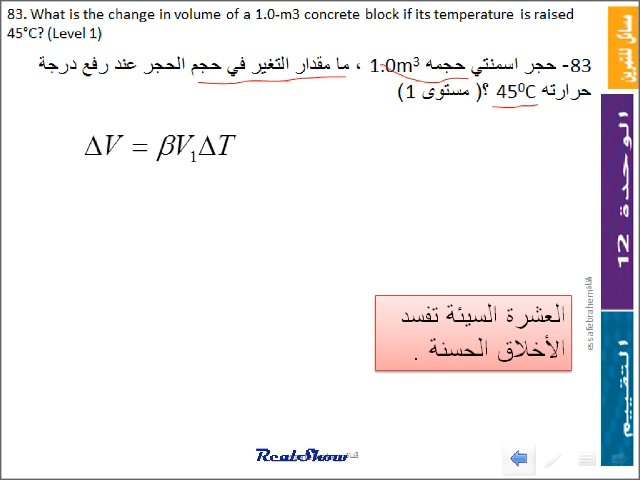 83. What is the change in volume of a 1.0-m3 concrete block if its temperature is raised
45°C? (Level 1)
83- حجر اسمنتي حجمه 1.0m³ ، ما مقدار التغير في حجم الحجر عند رفع درجة
حرارته 45⁰C ؟( مستوى 1)
ΔV = βV₁ΔT
العشرة السيئة تفسد
الأخلاق الحسنة .
مسائل للتمرين
الوحدة 12
التقييم
essafebrahem
RealShow